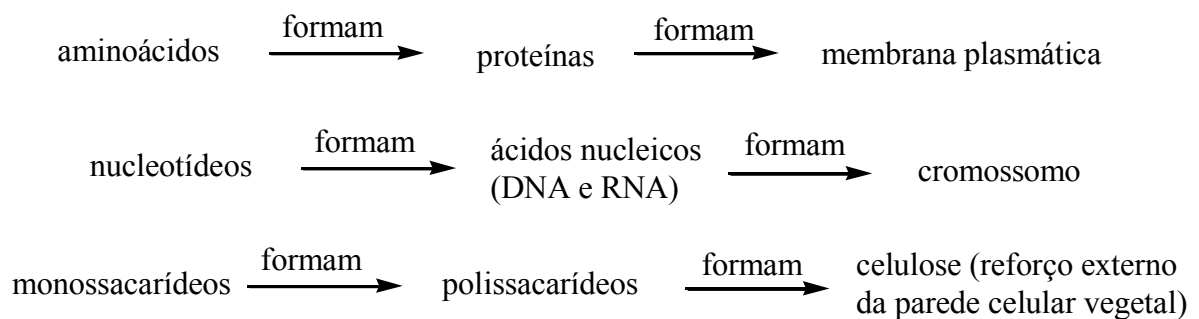 formam formam
aminoácidos proteínas membrana plasmática
formam formam
nucleotídeos ácidos nucleicos cromossomo
(DNA e RNA)
formam formam
monossacarídeos polissacarídeos celulose (reforço externo
da parede celular vegetal)